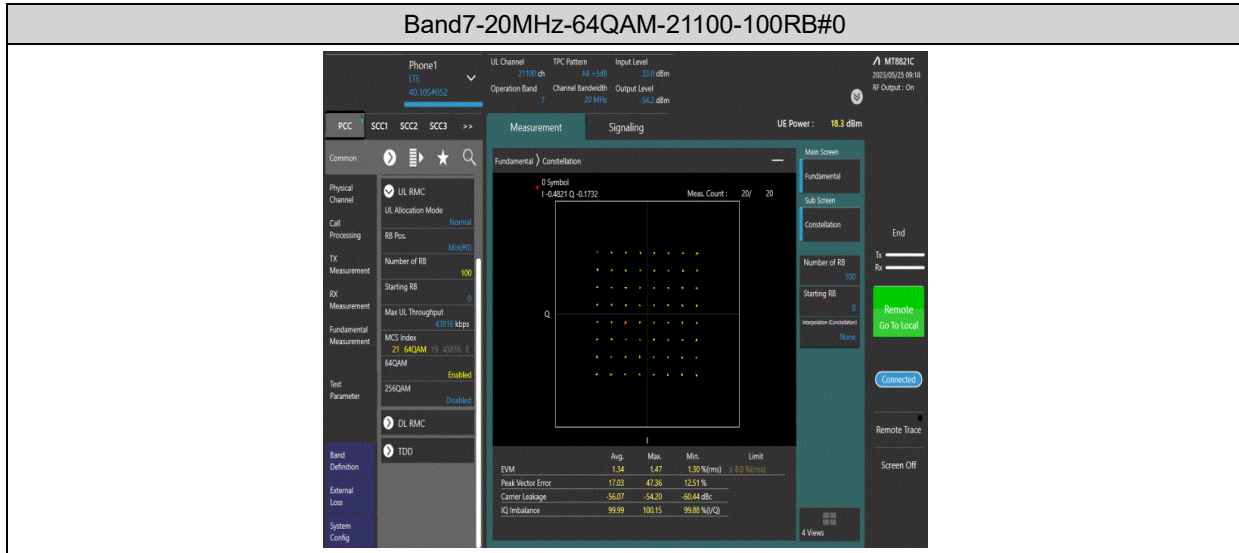 Band7-20MHz-64QAM-21100-100RB#0
Phone1
LTE
40.10S#052
UL Channel TPC Pattern Input Level
21100 ch All +3dB 33.0 dBm
Operation Band Channel Bandwidth Output Level
7 20 MHz -54.2 dBm
MT8821C
2023/05/25 09:18
RF Output : On
PCC SCC1 SCC2 SCC3 >>
Measurement Signaling
UE Power : 18.3 dBm
Common
Physical
Channel
Call
Processing
TX
Measurement
RX
Measurement
Fundamental
Measurement
Test
Parameter
Band
Definition
External
Loss
System
Config
UL RMC
UL Allocation Mode
Normal
RB Pos.
Min(#0)
Number of RB
100
Starting RB
0
Max UL Throughput
43816 kbps
MCS Index
21 64QAM 19 43816 6
64QAM
Enabled
256QAM
Disabled
DL RMC
TDD
Fundamental Constellation
0 Symbol
I -0.4821 Q -0.1732
Meas. Count : 20/ 20
Q
I
Avg. Max. Min. Limit
EVM 1.34 1.47 1.30 %(rms) ≤ 8.0 %(rms)
Peak Vector Error 17.03 47.36 12.51 %
Carrier Leakage -56.07 -54.20 -60.44 dBc
IQ Imbalance 99.99 100.15 99.88 %(I/Q)
Main Screen
Fundamental
Sub Screen
Constellation
Number of RB
100
Starting RB
0
Interpolation (Constellation)
None
4 Views
End
Tx
Rx
Remote
Go To Local
Connected
Remote Trace
Screen Off